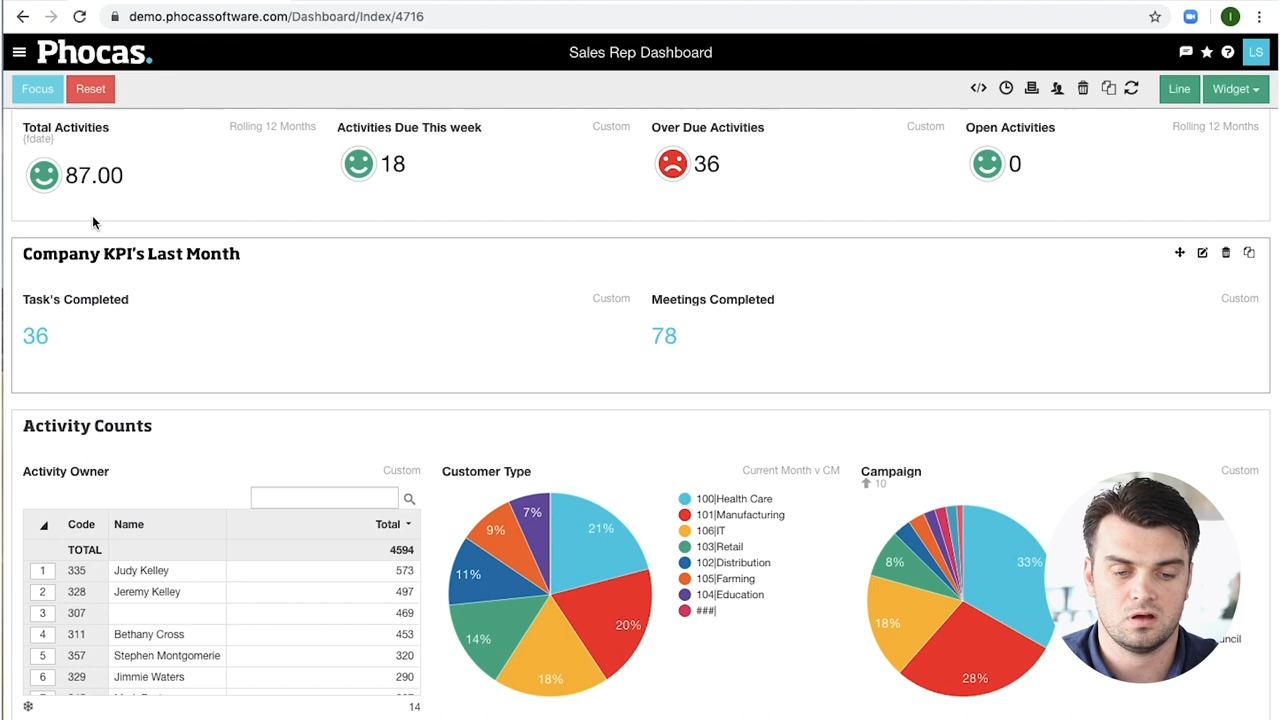 demo.phocassoftware.com/Dashboard/Index/4716
I
Phocas.
Sales Rep Dashboard
LS
Focus
Reset
Line
Widget
Total Activities
Rolling 12 Months
{fdate}
87.00
Activities Due This week
Custom
18
Over Due Activities
Custom
36
Open Activities
Rolling 12 Months
0
Company KPI's Last Month
Task's Completed
Custom
36
Meetings Completed
Custom
78
Activity Counts
Activity Owner
Custom
Code Name Total
TOTAL 4594
1 335 Judy Kelley 573
2 328 Jeremy Kelley 497
3 307 469
4 311 Bethany Cross 453
5 357 Stephen Montgomerie 320
6 329 Jimmie Waters 290
14
Customer Type
Current Month v CM
21%
20%
18%
14%
11%
9%
7%
100|Health Care
101|Manufacturing
106|IT
103|Retail
102|Distribution
105|Farming
104|Education
###|
Campaign
Custom
10
33%
28%
18%
8%
uncil